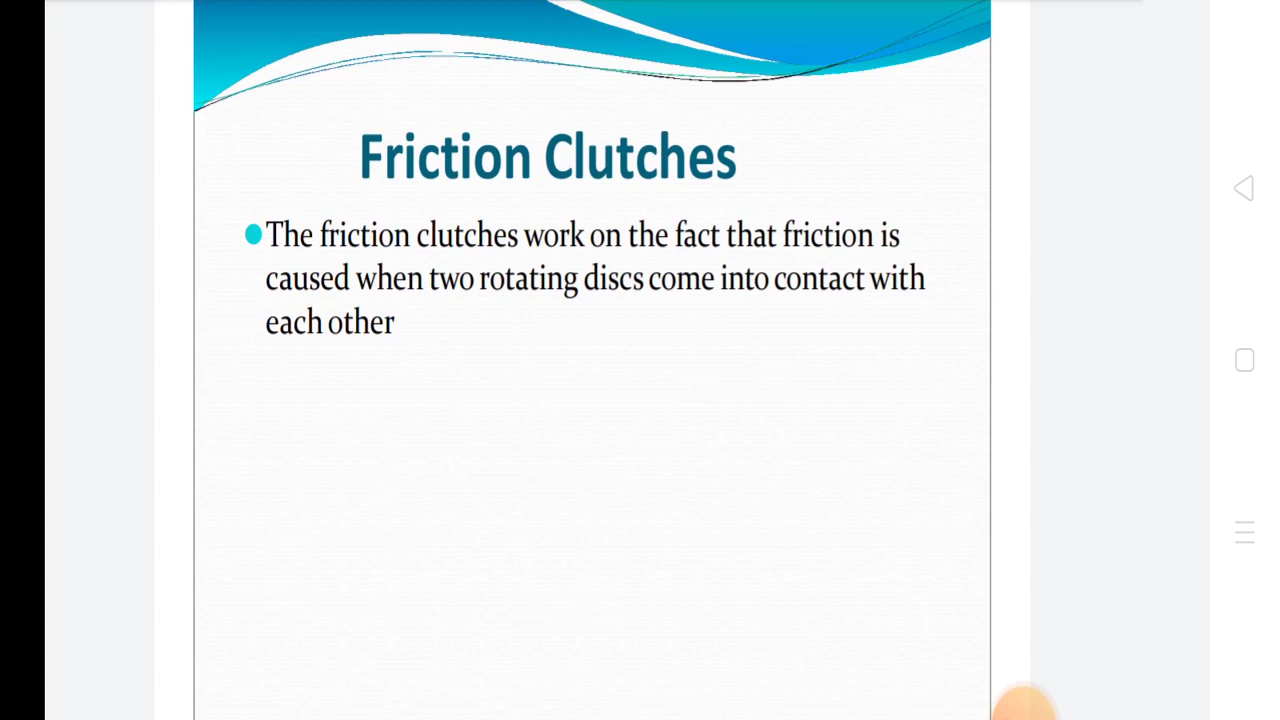 Friction Clutches
The friction clutches work on the fact that friction is
caused when two rotating discs come into contact with
each other